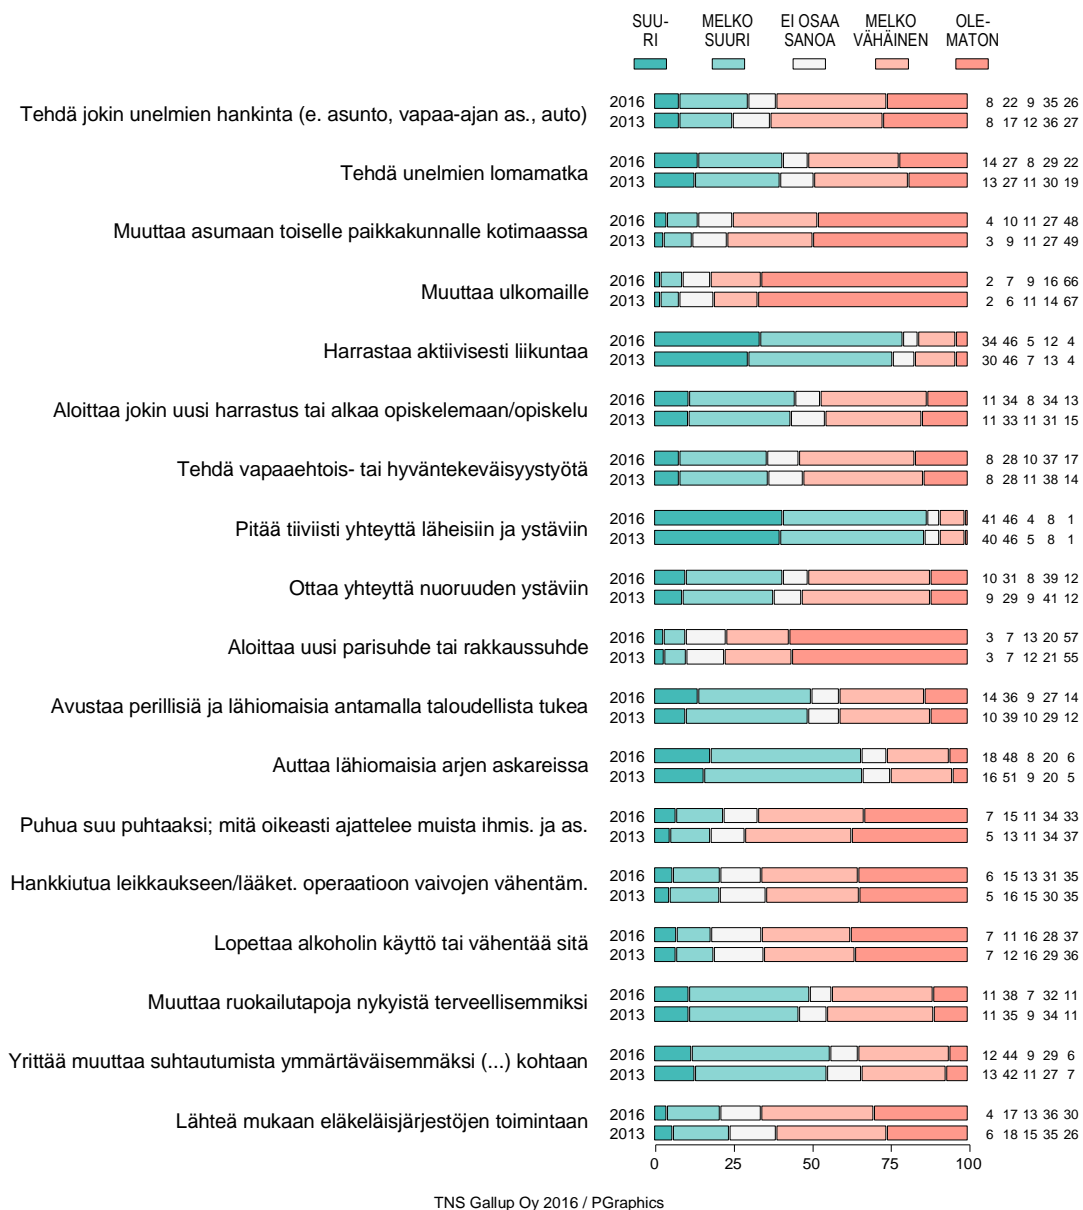 SUU- MELKO EI OSAA MELKO OLE-
RI SUURI SANOA VÄHÄINEN MATON
Tehdä jokin unelmien hankinta (e. asunto, vapaa-ajan as., auto)
2016 8 22 9 35 26
2013 8 17 12 36 27
Tehdä unelmien lomamatka
2016 14 27 8 29 22
2013 13 27 11 30 19
Muuttaa asumaan toiselle paikkakunnalle kotimaassa
2016 4 10 11 27 48
2013 3 9 11 27 49
Muuttaa ulkomaille
2016 2 7 9 16 66
2013 2 6 11 14 67
Harrastaa aktiivisesti liikuntaa
2016 34 46 5 12 4
2013 30 46 7 13 4
Aloittaa jokin uusi harrastus tai alkaa opiskelemaan/opiskelu
2016 11 34 8 34 13
2013 11 33 11 31 15
Tehdä vapaaehtois- tai hyväntekeväisyystyötä
2016 8 28 10 37 17
2013 8 28 11 38 14
Pitää tiiviisti yhteyttä läheisiin ja ystäviin
2016 41 46 4 8 1
2013 40 46 5 8 1
Ottaa yhteyttä nuoruuden ystäviin
2016 10 31 8 39 12
2013 9 29 9 41 12
Aloittaa uusi parisuhde tai rakkaussuhde
2016 3 7 13 20 57
2013 3 7 12 21 55
Avustaa perillisiä ja lähiomaisia antamalla taloudellista tukea
2016 14 36 9 27 14
2013 10 39 10 29 12
Auttaa lähiomaisia arjen askareissa
2016 18 48 8 20 6
2013 16 51 9 20 5
Puhua suu puhtaaksi; mitä oikeasti ajattelee muista ihmis. ja as.
2016 7 15 11 34 33
2013 5 13 11 34 37
Hankkiutua leikkaukseen/lääket. operaatioon vaivojen vähentäm.
2016 6 15 13 31 35
2013 5 16 15 30 35
Lopettaa alkoholin käyttö tai vähentää sitä
2016 7 11 16 28 37
2013 7 12 16 29 36
Muuttaa ruokailutapoja nykyistä terveellisemmiksi
2016 11 38 7 32 11
2013 11 35 9 34 11
Yrittää muuttaa suhtautumista ymmärtäväisemmäksi (...) kohtaan
2016 12 44 9 29 6
2013 13 42 11 27 7
Lähteä mukaan eläkeläisjärjestöjen toimintaan
2016 4 17 13 36 30
2013 6 18 15 35 26
0 25 50 75 100
TNS Gallup Oy 2016 / PGraphics